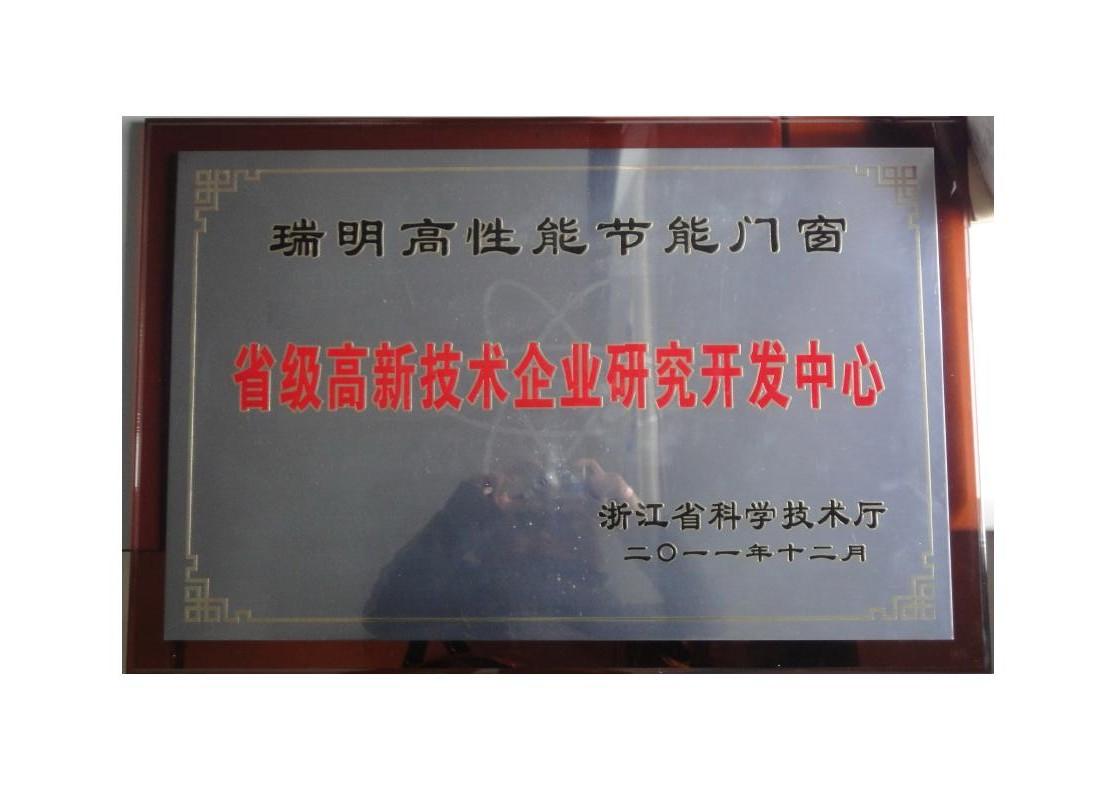 瑞明高性能节能门窗
省级高新技术企业研究开发中心
浙江省科学技术厅
二〇一一年十二月